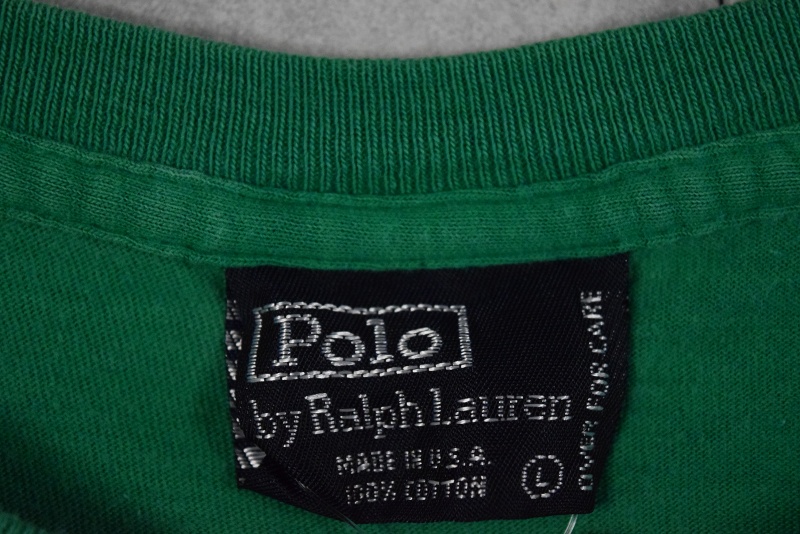 Polo
by Ralph Lauren
MADE IN U.S.A.
100% COTTON
L
OVER FOR CARE